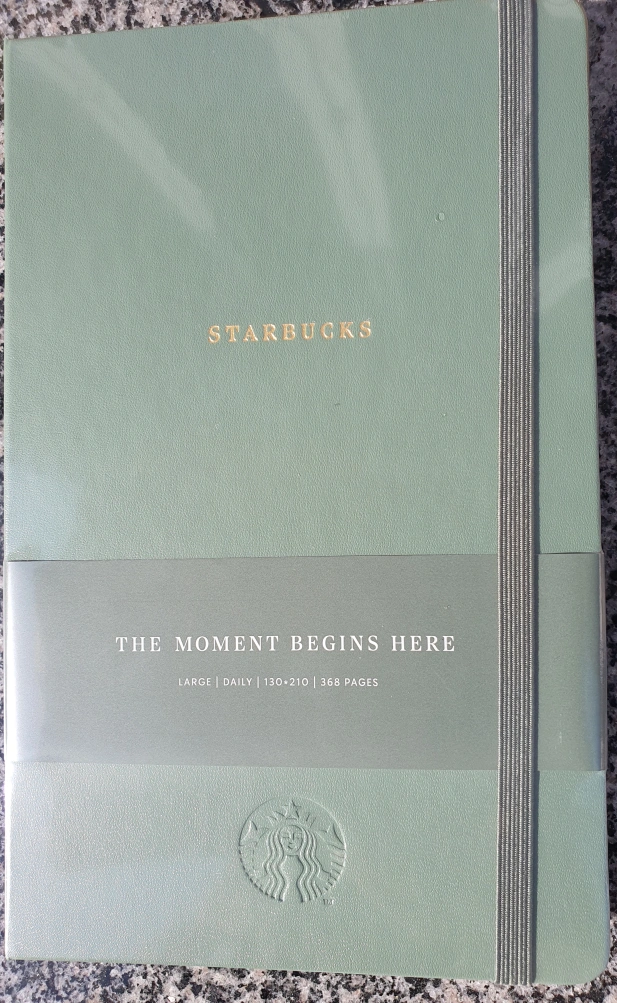 STARBUCKS
THE MOMENT BEGINS HERE
LARGE | DAILY | 130*210 | 368 PAGES